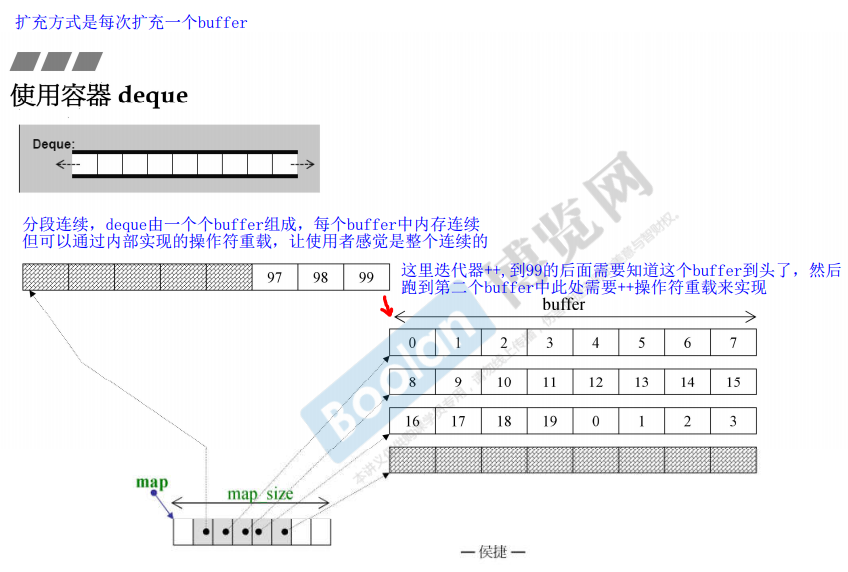 扩充方式是每次扩充一个buffer
使用容器 deque
Deque:
分段连续，deque由一个个buffer组成，每个buffer中内存连续
但可以通过内部实现的操作符重载，让使用者感觉是整个连续的
97 98 99
这里迭代器++,到99的后面需要知道这个buffer到头了，然后
跑到第二个buffer中此处需要++操作符重载来实现
buffer
0 1 2 3 4 5 6 7
8 9 10 11 12 13 14 15
16 17 18 19 0 1 2 3
map
map size
Boolan 博览网
— 侯捷 —